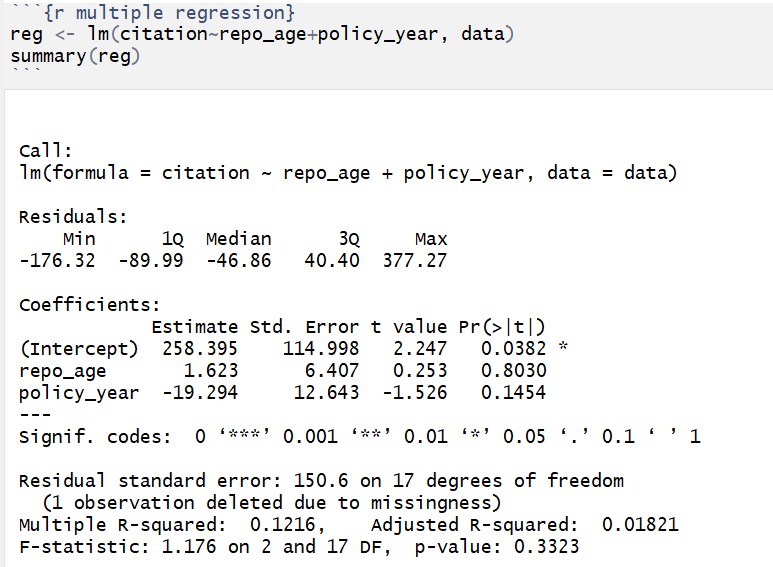 ```{r multiple regression}
reg <- lm(citation~repo_age+policy_year, data)
summary(reg)
```
Call:
lm(formula = citation ~ repo_age + policy_year, data = data)
Residuals:
    Min      1Q  Median      3Q     Max
-176.32  -89.99  -46.86   40.40  377.27
Coefficients:
            Estimate Std. Error t value Pr(>|t|)
(Intercept)  258.395    114.998   2.247   0.0382 *
repo_age       1.623      6.407   0.253   0.8030
policy_year  -19.294     12.643  -1.526   0.1454
---
Signif. codes:  0 ‘***’ 0.001 ‘**’ 0.01 ‘*’ 0.05 ‘.’ 0.1 ‘ ’ 1
Residual standard error: 150.6 on 17 degrees of freedom
  (1 observation deleted due to missingness)
Multiple R-squared:  0.1216,	Adjusted R-squared:  0.01821
F-statistic: 1.176 on 2 and 17 DF,  p-value: 0.3323